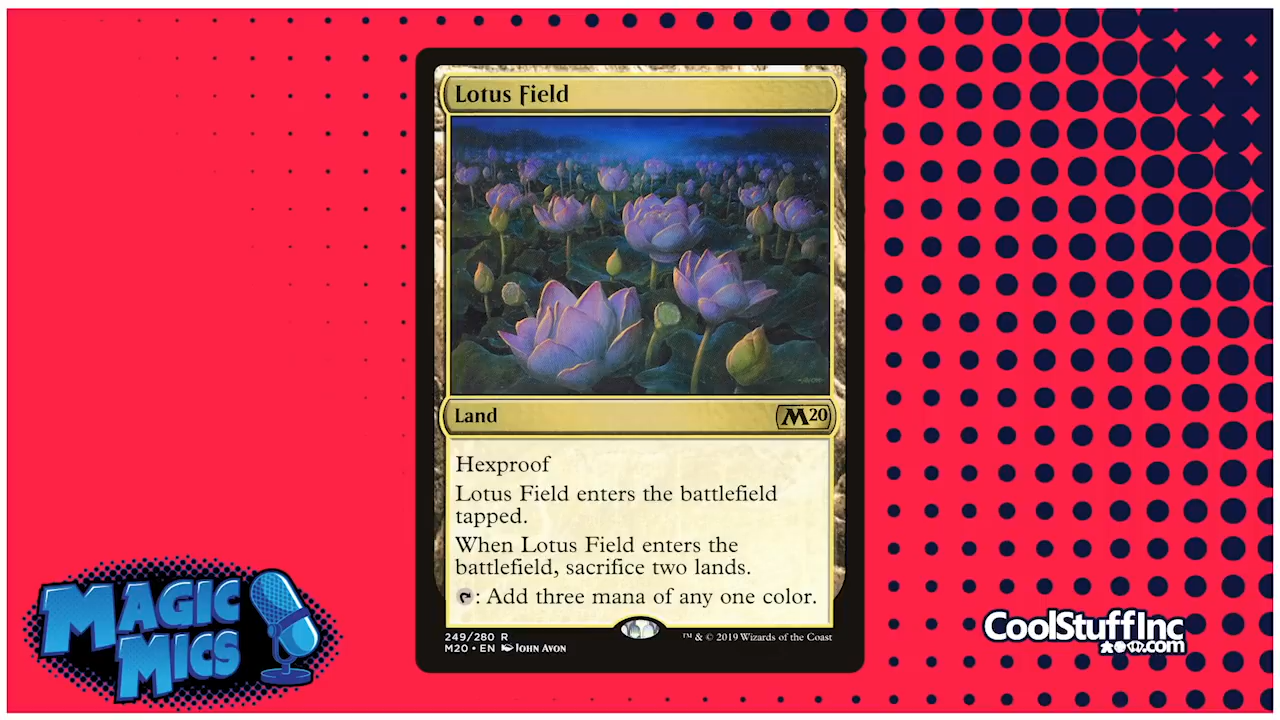 Lotus Field
Land
M20
Hexproof
Lotus Field enters the battlefield
tapped.
When Lotus Field enters the
battlefield, sacrifice two lands.
: Add three mana of any one color.
249/280 R
M20 • EN JOHN AVON
™ & © 2019 Wizards of the Coast
MAGIC
MICS
CoolStuffInc
.com